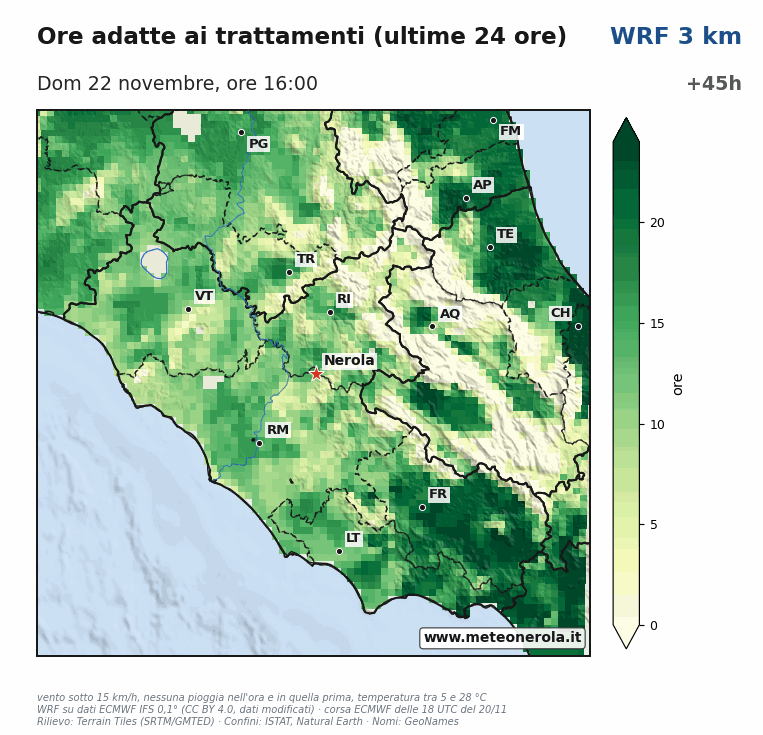 Ore adatte ai trattamenti (ultime 24 ore)
WRF 3 km
Dom 22 novembre, ore 16:00
+45h
FM
PG
AP
TE
TR
VT
RI
AQ
CH
Nerola
RM
FR
LT
www.meteonerola.it
20
15
10
5
0
ore
vento sotto 15 km/h, nessuna pioggia nell'ora e in quella prima, temperatura tra 5 e 28 °C
WRF su dati ECMWF IFS 0,1° (CC BY 4.0, dati modificati) · corsa ECMWF delle 18 UTC del 20/11
Rilievo: Terrain Tiles (SRTM/GMTED) · Confini: ISTAT, Natural Earth · Nomi: GeoNames